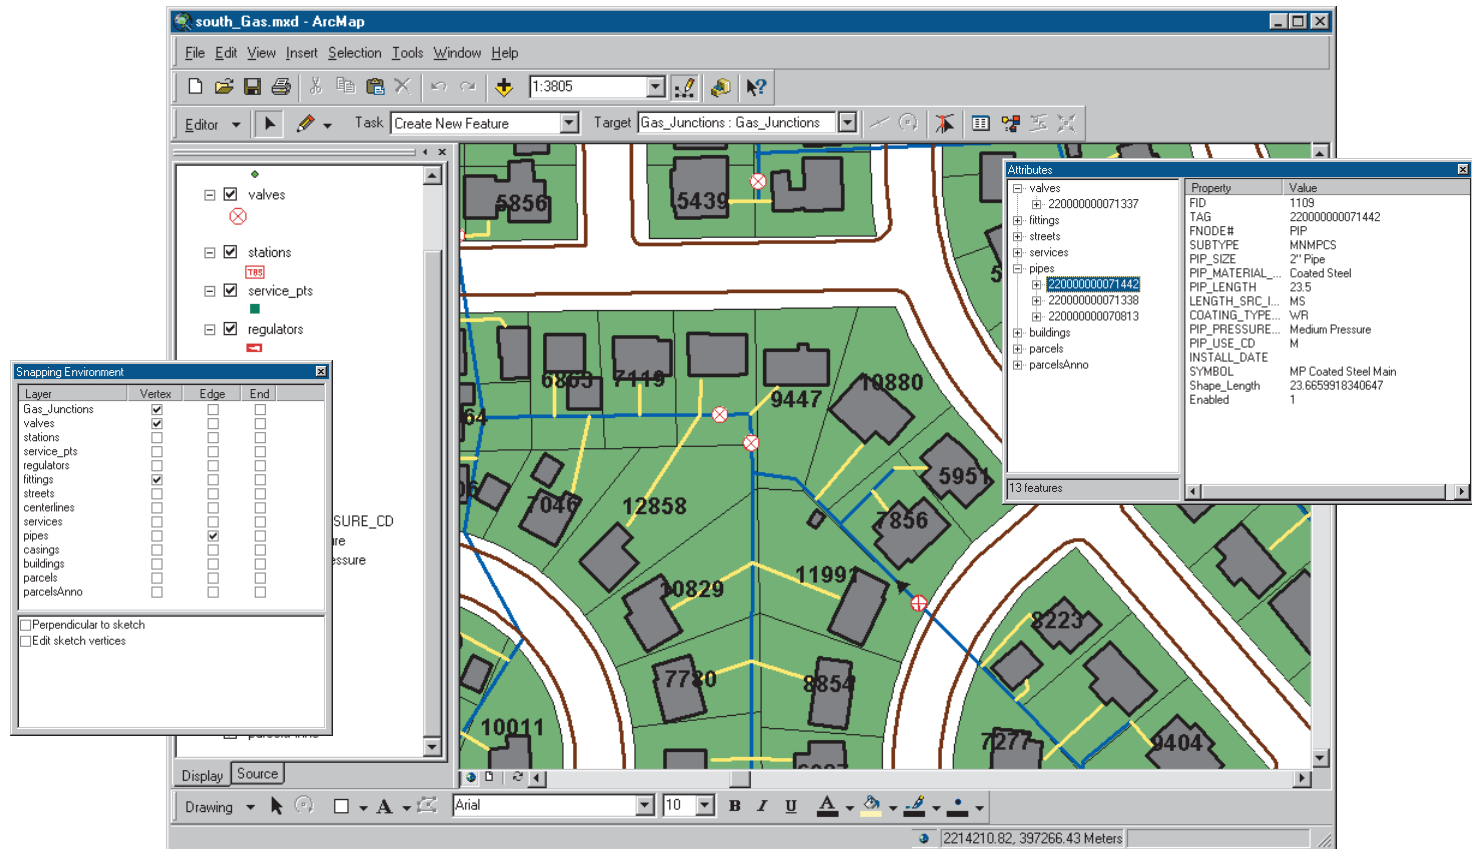 south_Gas.mxd - ArcMap
File Edit View Insert Selection Tools Window Help
1:3805
Editor Task Create New Feature Target Gas_Junctions : Gas_Junctions
valves
stations
TBS
service_pts
regulators
SURE_CD
re
essure
Display Source
Snapping Environment
Layer Vertex Edge End
Gas_Junctions
valves
stations
service_pts
regulators
fittings
streets
centerlines
services
pipes
casings
buildings
parcels
parcelsAnno
Perpendicular to sketch
Edit sketch vertices
5856
5439
5
6865
7119
9447
10880
64
06
7046
12858
5951
7856
10829
11991
8223
7780
8854
10011
7277
9404
Attributes
valves
220000000071337
fittings
streets
services
pipes
220000000071442
220000000071338
220000000070813
buildings
parcels
parcelsAnno
13 features
Property Value
FID 1109
TAG 220000000071442
FNODE# PIP
SUBTYPE MNMPCS
PIP_SIZE 2" Pipe
PIP_MATERIAL_... Coated Steel
PIP_LENGTH 23.5
LENGTH_SRC_I... MS
COATING_TYPE... WR
PIP_PRESSURE... Medium Pressure
PIP_USE_CD M
INSTALL_DATE
SYMBOL MP Coated Steel Main
Shape_Length 23.6659918340647
Enabled 1
Drawing A Arial 10 B I U A
2214210.82, 397266.43 Meters